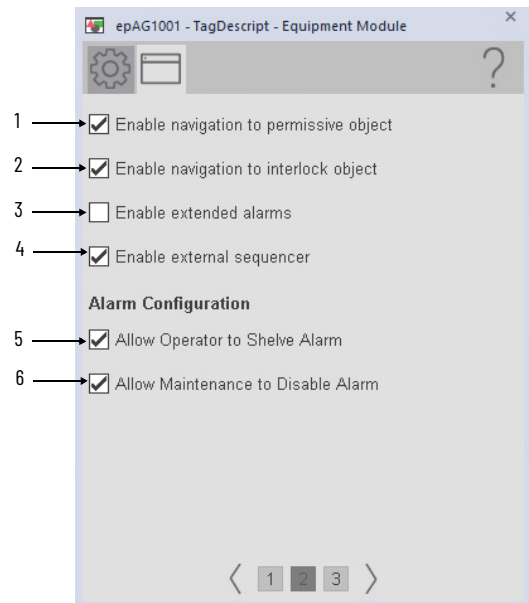 epAG1001 - TagDescript - Equipment Module
?
1 Enable navigation to permissive object
2 Enable navigation to interlock object
3 Enable extended alarms
4 Enable external sequencer
Alarm Configuration
5 Allow Operator to Shelve Alarm
6 Allow Maintenance to Disable Alarm
1 2 3